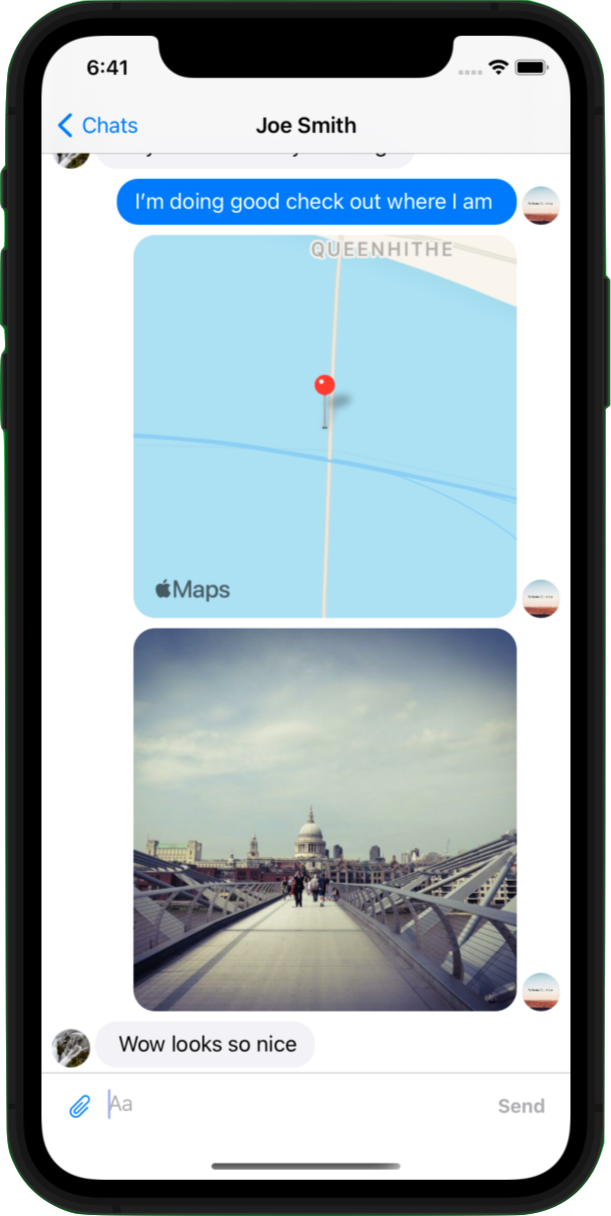 6:41
Chats
Joe Smith
I'm doing good check out where I am
QUEENHITHE
Maps
Wow looks so nice
Aa
Send